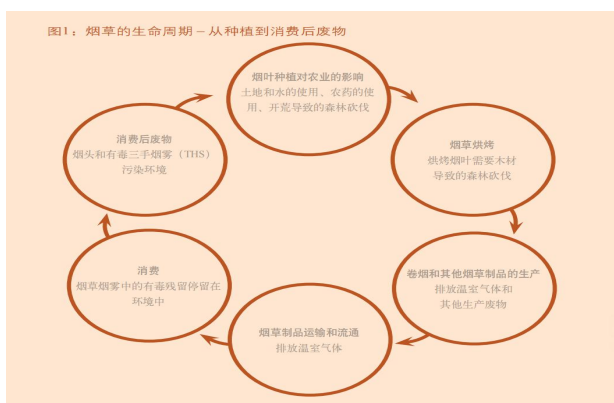 图1：烟草的生命周期 – 从种植到消费后废物
烟叶种植对农业的影响
土地和水的使用、农药的使
用、开荒导致的森林砍伐
烟草烘烤
烘烤烟叶需要木材
导致的森林砍伐
卷烟和其他烟草制品的生产
排放温室气体和
其他生产废物
烟草制品运输和流通
排放温室气体
消费
烟草烟雾中的有毒残留停留在
环境中
消费后废物
烟头和有毒三手烟雾（THS）
污染环境